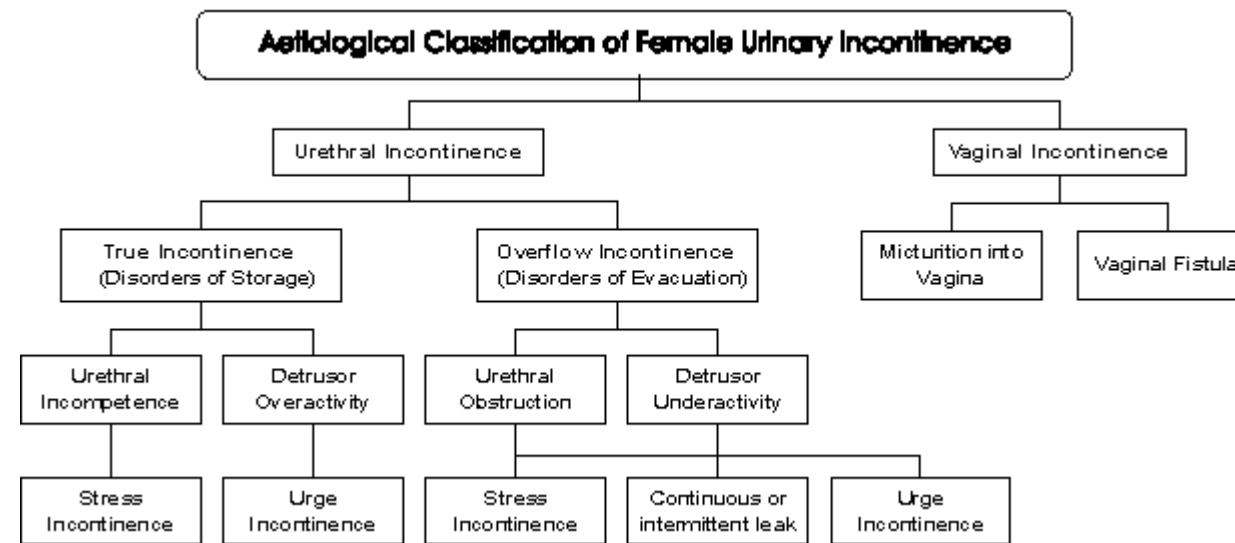 Aetiological Classification of Female Urinary Incontinence
Urethral Incontinence
Vaginal Incontinence
True Incontinence
(Disorders of Storage)
Overflow Incontinence
(Disorders of Evacuation)
Micturition into
Vagina
Vaginal Fistula
Urethral
Incompetence
Detrusor
Overactivity
Urethral
Obstruction
Detrusor
Underactivity
Stress
Incontinence
Urge
Incontinence
Stress
Incontinence
Continuous or
intermittent leak
Urge
Incontinence